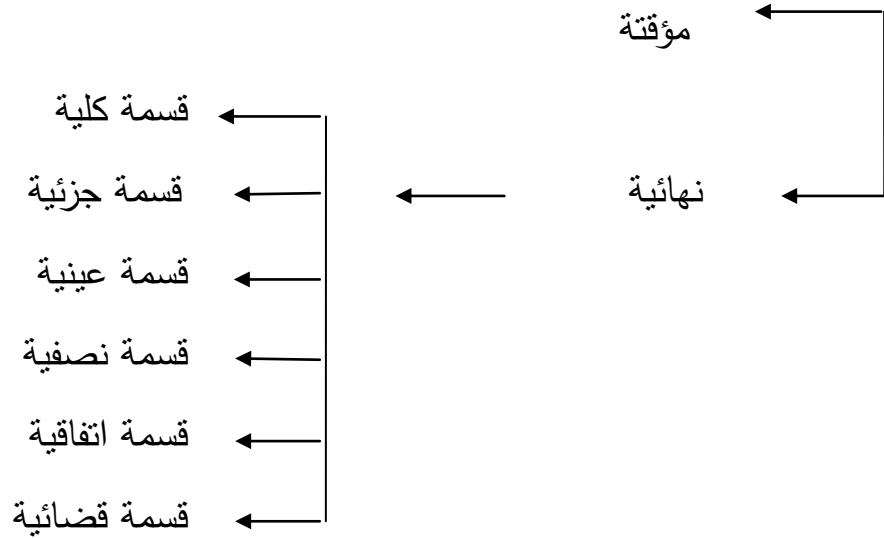 مؤقتة
قسمة كلية
نهائية
قسمة جزئية
قسمة عينية
قسمة نصفية
قسمة اتفاقية
قسمة قضائية